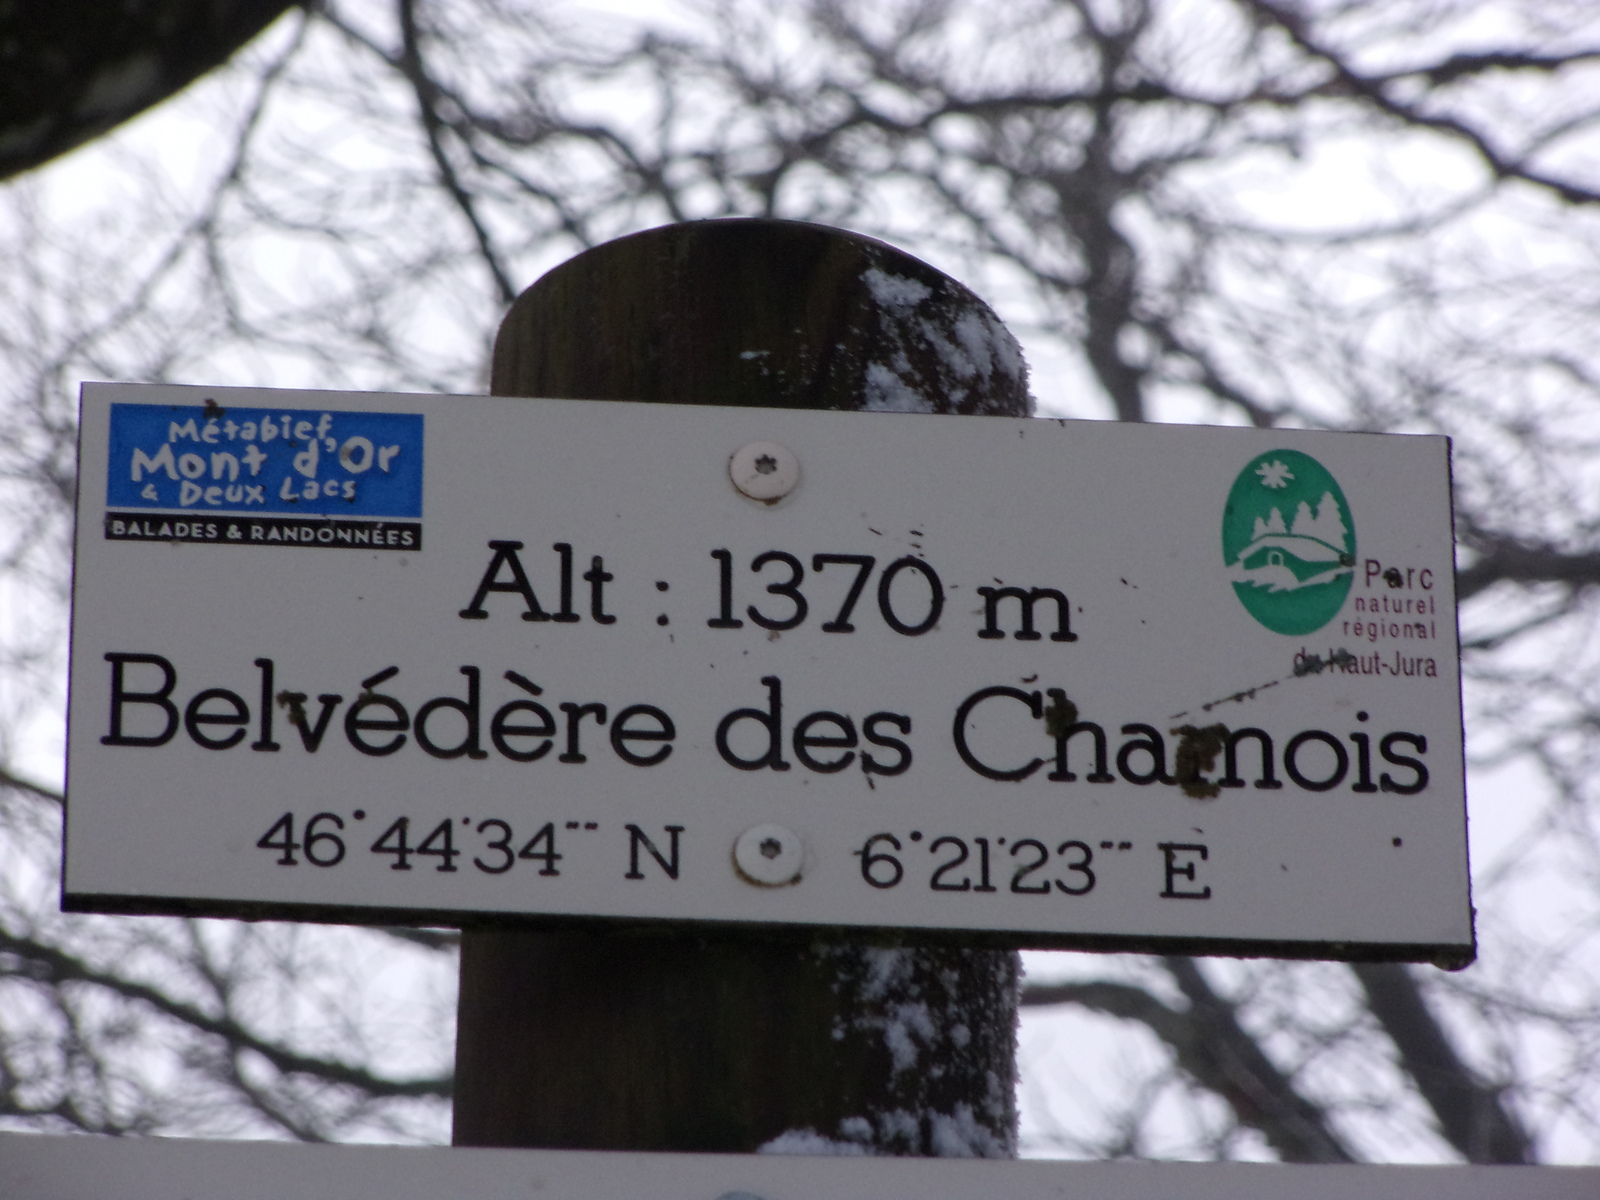 Métabief
Mont d'Or
& Deux Lacs
BALADES & RANDONNÉES
Parc
naturel
régional
du Haut-Jura
Alt : 1370 m
Belvédère des Chamois
46°44'34'' N 6°21'23'' E